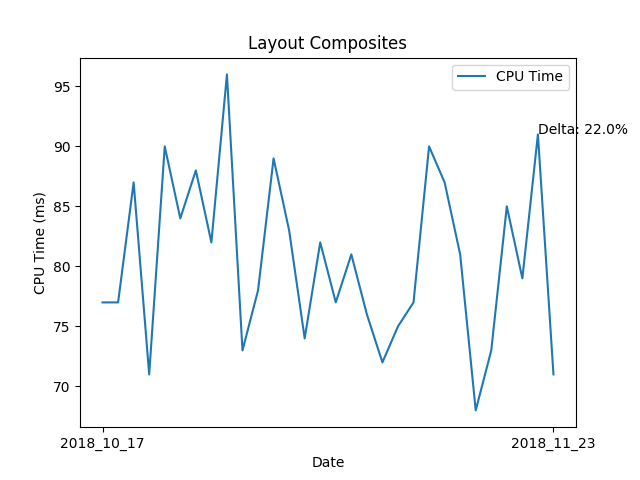 Layout Composites
CPU Time
Delta: 22.0%
CPU Time (ms)
95
90
85
80
75
70
2018_10_17
2018_11_23
Date